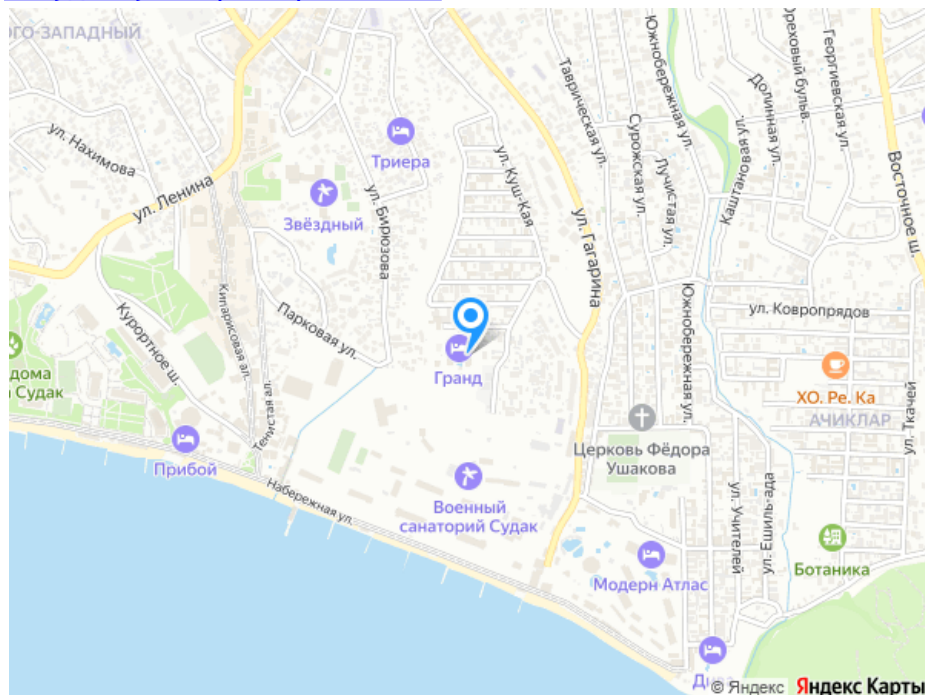 ГО-ЗАПАДНЫЙ
ул. Нахимова
ул. Ленина
Триера
Звёздный
ул. Бирюзова
ул. Куш-Кая
Таврическая ул.
Южнобережная ул.
Сурожская ул.
Лучистая ул.
Долинная ул.
Ореховый бульв.
Георгиевская ул.
Каштановая ул.
Восточное ш.
ул. Гагарина
Кипарисовая ал.
Парковая ул.
Курортное ш.
Тенистая ал.
дома
а Судак
Гранд
Южнобережная ул.
ул. Ковропрядов
ХО. Ре. Ка
АЧИКЛАР
ул. Ткачей
Прибой
Набережная ул.
Церковь Фёдора
Ушакова
Военный
санаторий Судак
ул. Учителей
ул. Ешиль-ада
Модерн Атлас
Ботаника
© Яндекс Яндекс Карты